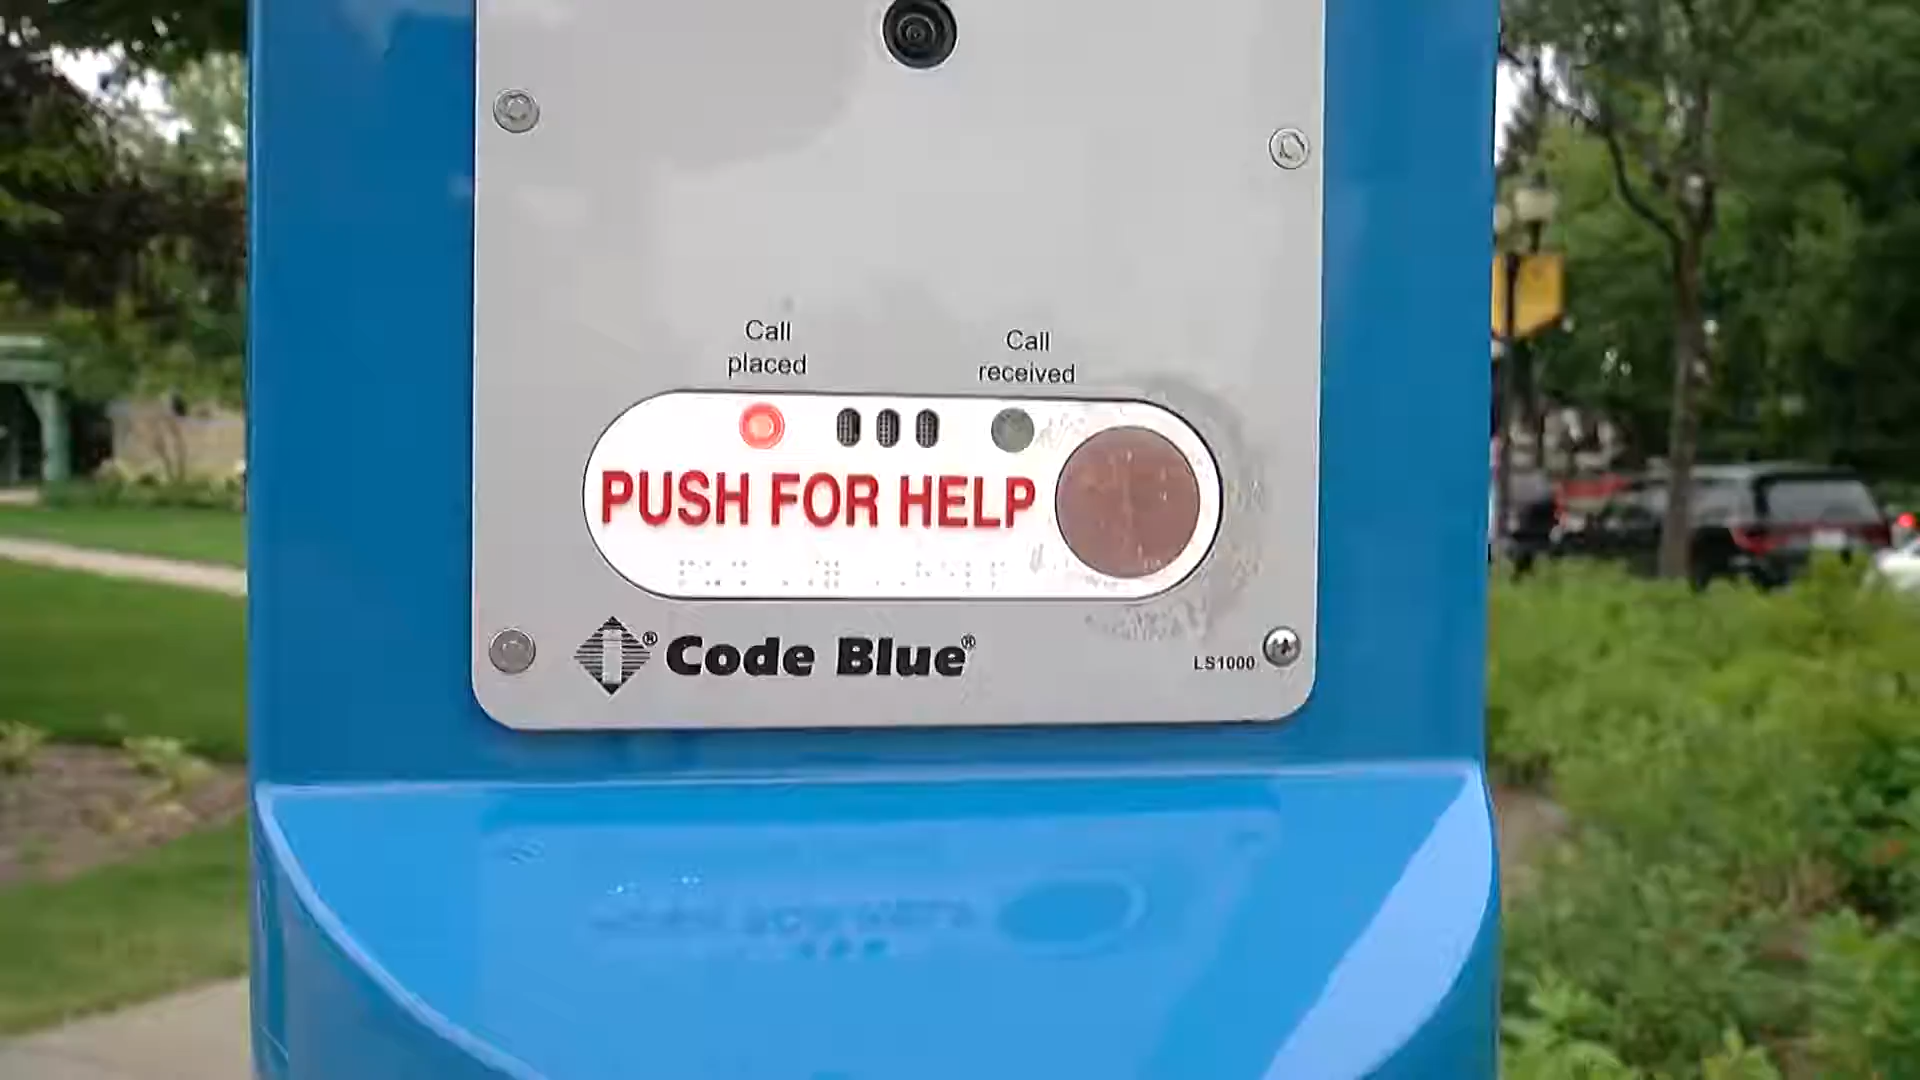 Call
placed
Call
received
PUSH FOR HELP
® Code Blue®
LS1000